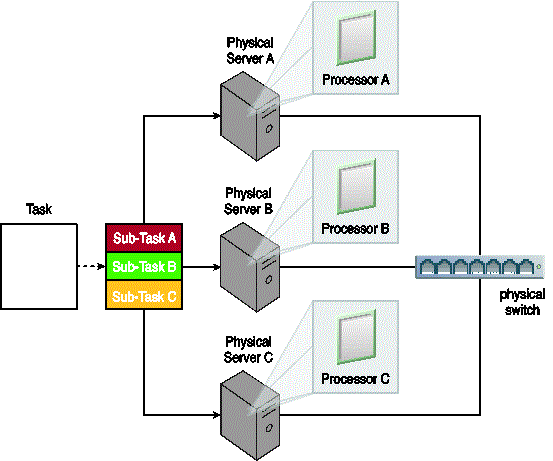 Physical
Server A
Processor A
Task
Physical
Server B
Processor B
Sub-Task A
Sub-Task B
Sub-Task C
physical
switch
Physical
Server C
Processor C